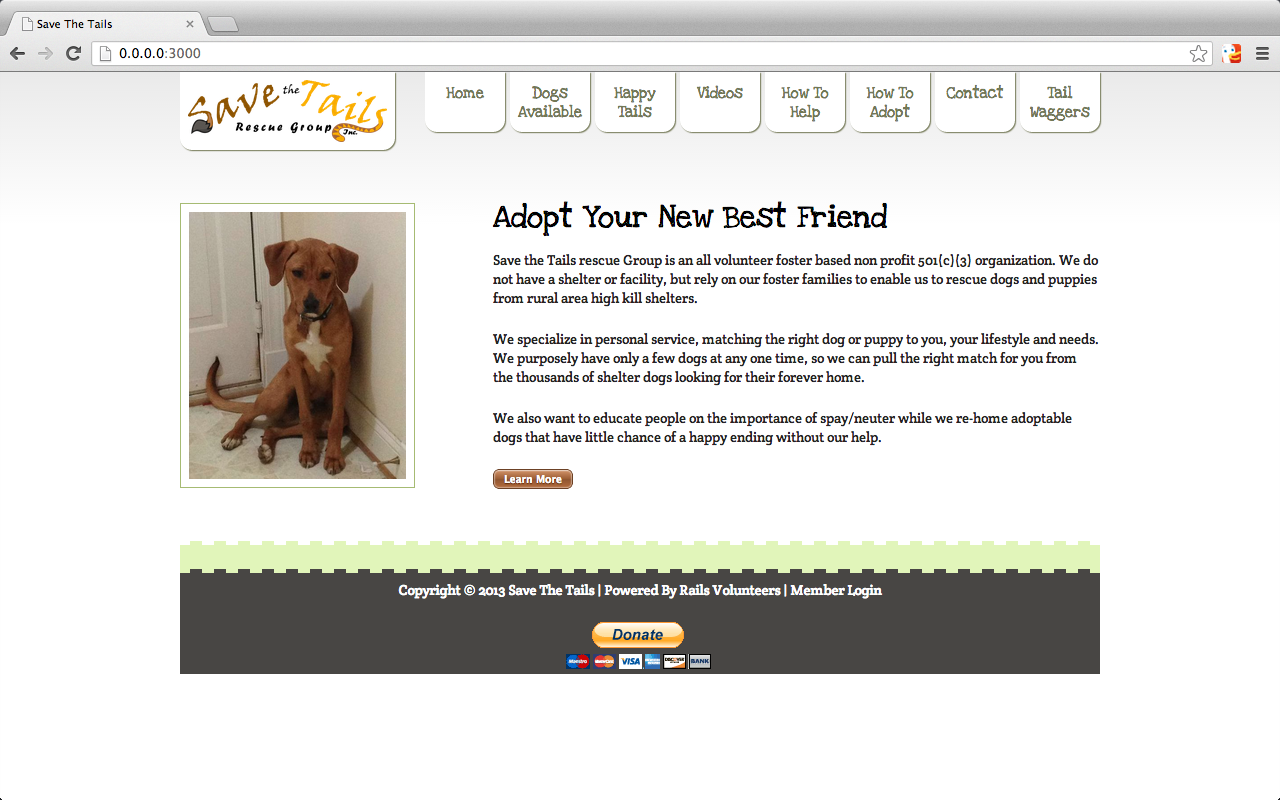 Save The Tails
0.0.0.0:3000
Save the Tails
Rescue Group Inc.
Home
Dogs
Available
Happy
Tails
Videos
How To
Help
How To
Adopt
Contact
Tail
Waggers
Adopt Your New Best Friend
Save the Tails rescue Group is an all volunteer foster based non profit 501(c)(3) organization. We do
not have a shelter or facility, but rely on our foster families to enable us to rescue dogs and puppies
from rural area high kill shelters.
We specialize in personal service, matching the right dog or puppy to you, your lifestyle and needs.
We purposely have only a few dogs at any one time, so we can pull the right match for you from
the thousands of shelter dogs looking for their forever home.
We also want to educate people on the importance of spay/neuter while we re-home adoptable
dogs that have little chance of a happy ending without our help.
Learn More
Copyright © 2013 Save The Tails | Powered By Rails Volunteers | Member Login
Donate
Maestro MasterCard VISA AMERICAN EXPRESS DISCOVER BANK